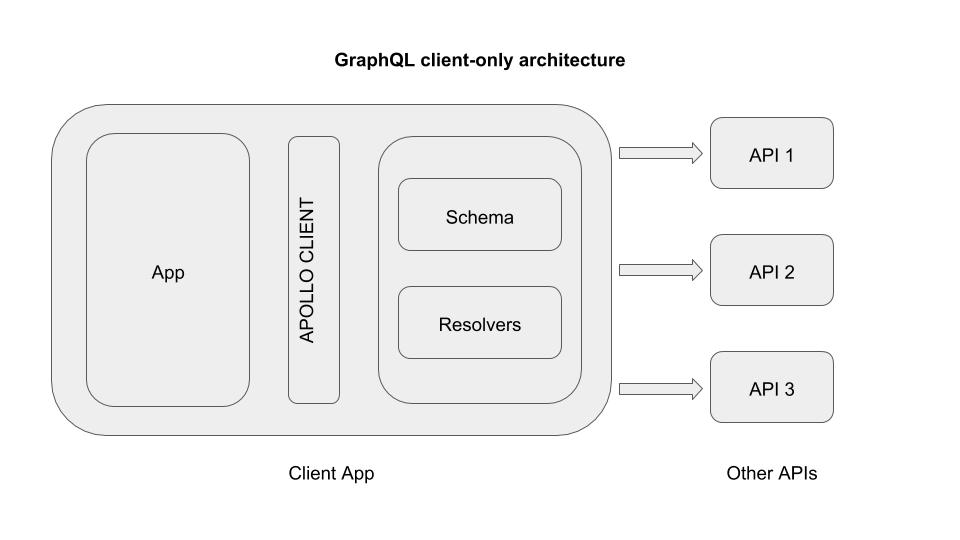 GraphQL client-only architecture
App
APOLLO CLIENT
Schema
Resolvers
API 1
API 2
API 3
Client App
Other APIs